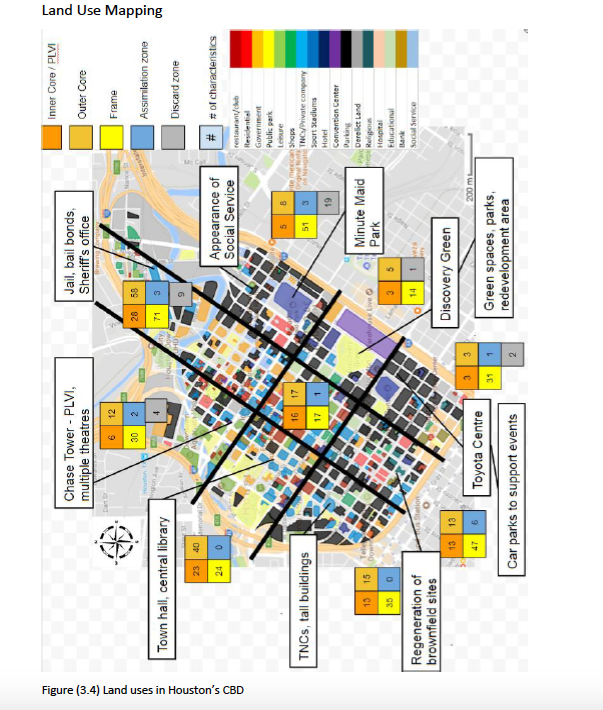 Land Use Mapping
Inner Core / PLVI
Outer Core
Frame
Assimilation zone
Discard zone
# # of characteristics
restaurant/club
Residential
Government
Public park
Leisure
Shops
TNCs/Private company
Sport Stadiums
Hotel
Convention Center
Parking
Derelict Land
Religious
Hospital
Educational
Bank
Social Service
Jail, bail bonds,
Sheriff's office
Appearance of
Social Service
Minute Maid
Park
Discovery Green
Green spaces, parks,
redevelopment area
200 m
Chase Tower - PLVI,
multiple theatres
Town hall, central library
TNCs, tall buildings
Regeneration of
brownfield sites
Toyota Centre
Car parks to support events
28 58
71 3
9
5 8
51 3
19
6 12
30 2
4
3 5
14 1
16 17
17 1
3 3
31 1
2
23 40
24 0
13 15
35 0
13 13
47 6
Figure (3.4) Land uses in Houston's CBD